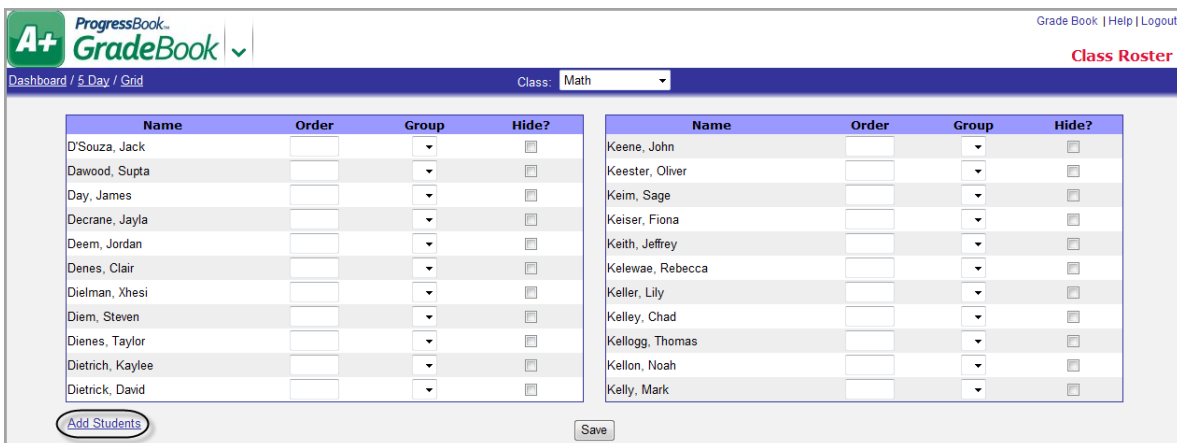 A+ ProgressBook™ GradeBook
Grade Book | Help | Logout
Class Roster
Dashboard / 5 Day / Grid
Class: Math
Name Order Group Hide? Name Order Group Hide?
D'Souza, Jack Keene, John
Dawood, Supta Keester, Oliver
Day, James Keim, Sage
Decrane, Jayla Keiser, Fiona
Deem, Jordan Keith, Jeffrey
Denes, Clair Kelewae, Rebecca
Dielman, Xhesi Keller, Lily
Diem, Steven Kelley, Chad
Dienes, Taylor Kellogg, Thomas
Dietrich, Kaylee Kellon, Noah
Dietrick, David Kelly, Mark
Add Students
Save